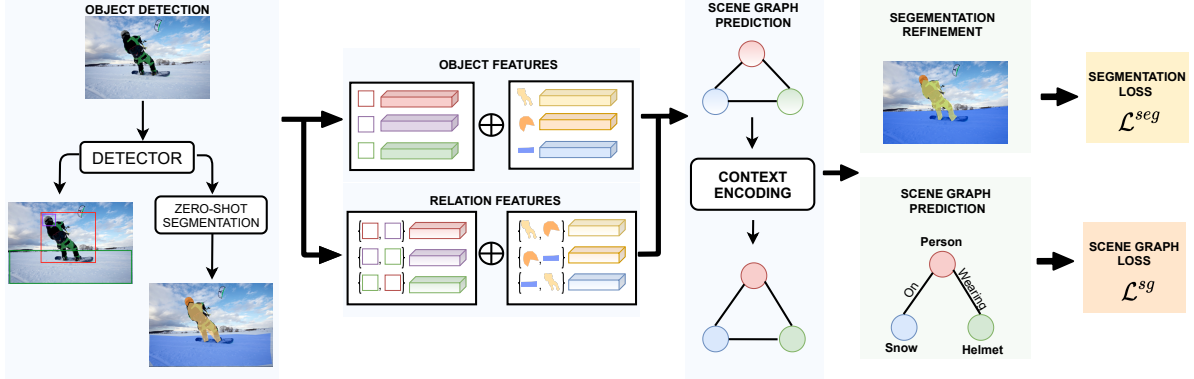 OBJECT DETECTION
DETECTOR
ZERO-SHOT
SEGMENTATION
OBJECT FEATURES
RELATION FEATURES
{ , }
{ , }
{ , }
{ , }
{ , }
{ , }
SCENE GRAPH
PREDICTION
CONTEXT
ENCODING
SEGEMENTATION
REFINEMENT
SEGMENTATION
LOSS
ℒ^seg
SCENE GRAPH
PREDICTION
Person
On
Wearing
Snow
Helmet
SCENE GRAPH
LOSS
ℒ^sg